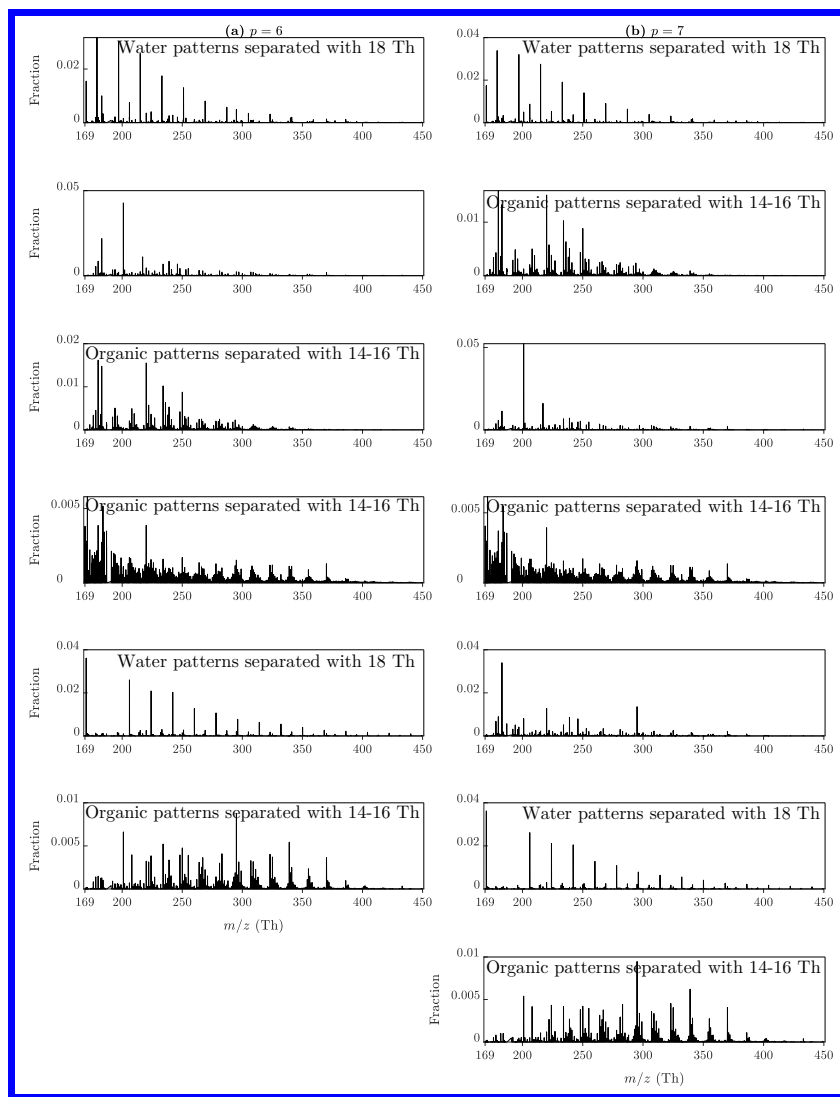 (a) p = 6
(b) p = 7
Water patterns separated with 18 Th
Fraction
0.02
0
169 200 250 300 350 400 450
Water patterns separated with 18 Th
0.04
0.02
0
169 200 250 300 350 400 450
Fraction
0.05
0
169 200 250 300 350 400 450
Organic patterns separated with 14-16 Th
0.01
0
169 200 250 300 350 400 450
Organic patterns separated with 14-16 Th
Fraction
0.02
0.01
0
169 200 250 300 350 400 450
0.05
0
169 200 250 300 350 400 450
Organic patterns separated with 14-16 Th
Fraction
0.005
0
169 200 250 300 350 400 450
Organic patterns separated with 14-16 Th
0.005
0
169 200 250 300 350 400 450
Water patterns separated with 18 Th
Fraction
0.04
0.02
0
169 200 250 300 350 400 450
0.04
0.02
0
169 200 250 300 350 400 450
Organic patterns separated with 14-16 Th
Fraction
0.01
0.005
0
169 200 250 300 350 400 450
m/z (Th)
Water patterns separated with 18 Th
0.04
0.02
0
169 200 250 300 350 400 450
Organic patterns separated with 14-16 Th
Fraction
0.01
0.005
0
169 200 250 300 350 400 450
m/z (Th)